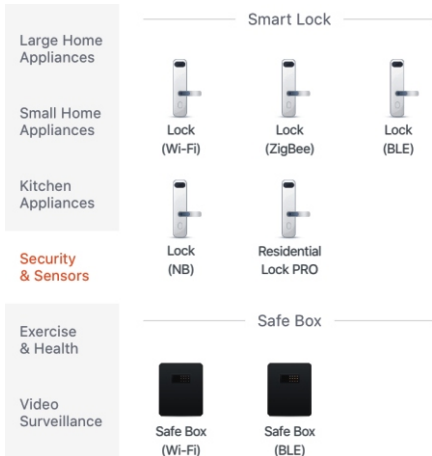 Large Home
Appliances
Small Home
Appliances
Kitchen
Appliances
Security
& Sensors
Exercise
& Health
Video
Surveillance
Smart Lock
Lock
(Wi-Fi)
Lock
(ZigBee)
Lock
(BLE)
Lock
(NB)
Residential
Lock PRO
Safe Box
Safe Box
(Wi-Fi)
Safe Box
(BLE)